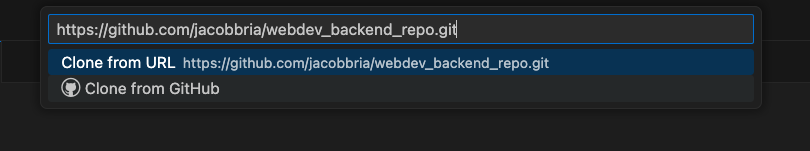 https://github.com/jacobbria/webdev_backend_repo.git
Clone from URL https://github.com/jacobbria/webdev_backend_repo.git
Clone from GitHub